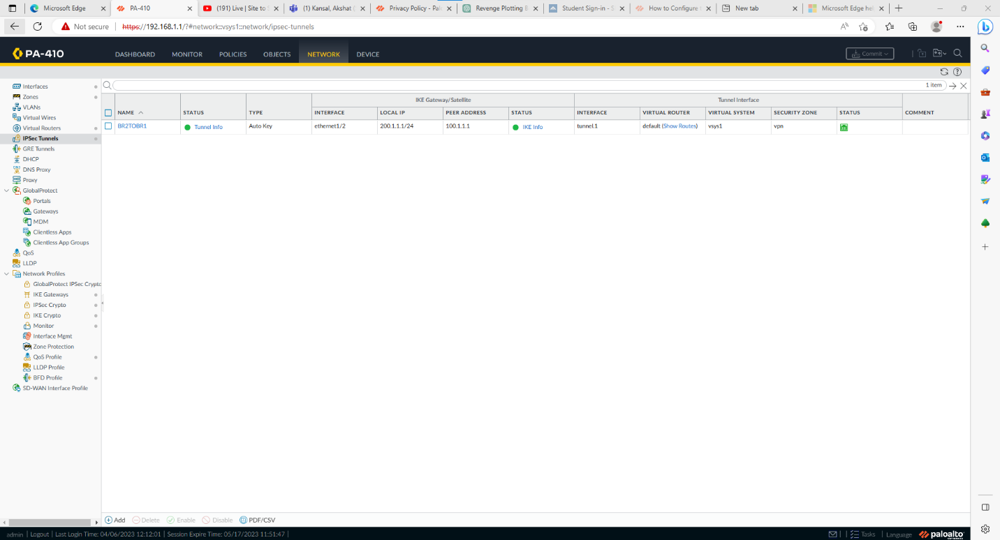 Microsoft Edge
PA-410
(191) Live | Site to S
(1) Kansal, Akshat (
Privacy Policy - Palo
Revenge Plotting B
Student Sign-in - S
How to Configure
New tab
Microsoft Edge hel
Not secure
https://192.168.1.1/?#network::vsys1::network/ipsec-tunnels
PA-410
DASHBOARD
MONITOR
POLICIES
OBJECTS
NETWORK
DEVICE
Commit
Interfaces
Zones
VLANs
Virtual Wires
Virtual Routers
IPSec Tunnels
GRE Tunnels
DHCP
DNS Proxy
Proxy
GlobalProtect
Portals
Gateways
MDM
Clientless Apps
Clientless App Groups
QoS
LLDP
Network Profiles
GlobalProtect IPSec Crypto
IKE Gateways
IPSec Crypto
IKE Crypto
Monitor
Interface Mgmt
Zone Protection
QoS Profile
LLDP Profile
BFD Profile
SD-WAN Interface Profile
1 item
IKE Gateway/Satellite
Tunnel Interface
NAME STATUS TYPE INTERFACE LOCAL IP PEER ADDRESS STATUS INTERFACE VIRTUAL ROUTER VIRTUAL SYSTEM SECURITY ZONE STATUS COMMENT
BR2TOBR1 Tunnel Info Auto Key ethernet1/2 200.1.1.1/24 100.1.1.1 IKE Info tunnel.1 default (Show Routes) vsys1 vpn
Add Delete Enable Disable PDF/CSV
admin | Logout | Last Login Time: 04/06/2023 12:12:01 | Session Expire Time: 05/17/2023 11:51:47 |
Tasks | Language
paloalto
NETWORKS